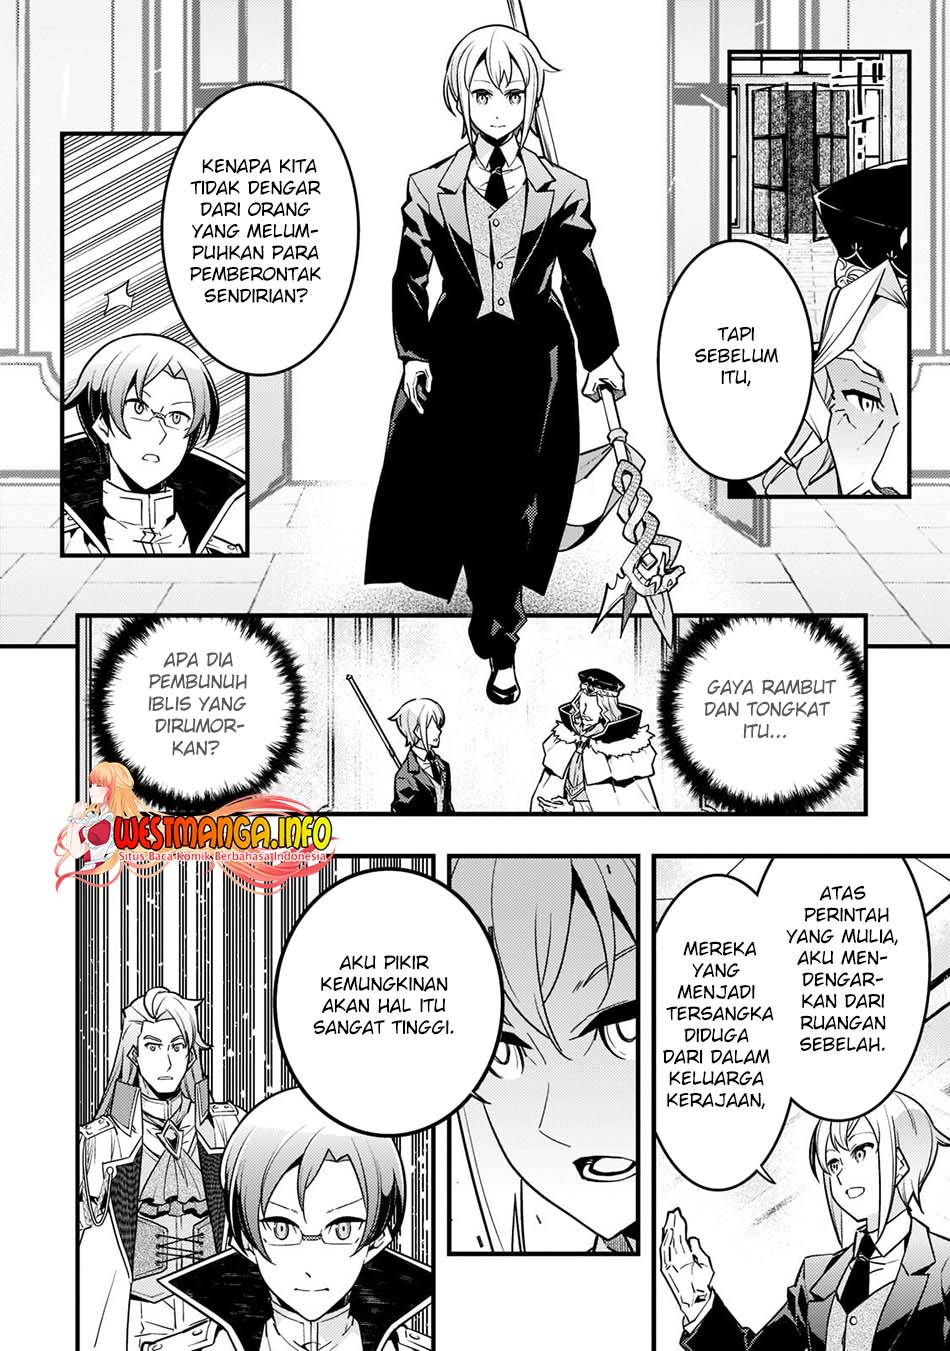 TAPI
SEBELUM
ITU,
KENAPA KITA
TIDAK DENGAR
DARI ORANG
YANG MELUM-
PUHKAN PARA
PEMBERONTAK
SENDIRIAN?
GAYA RAMBUT
DAN TONGKAT
ITU...
APA DIA
PEMBUNUH
IBLIS YANG
DIRUMOR-
KAN?
WESTMANGA.INFO
Situs Baca Komik Berbahasa Indonesia
ATAS
PERINTAH
YANG MULIA,
AKU MEN-
DENGAR-
KAN DARI
RUANGAN
SEBELAH.
MEREKA
YANG
MENJADI
TERSANGKA
DIDUGA
DARI DALAM
KELUARGA
KERAJAAN,
AKU PIKIR
KEMUNGKINAN
AKAN HAL ITU
SANGAT TINGGI.